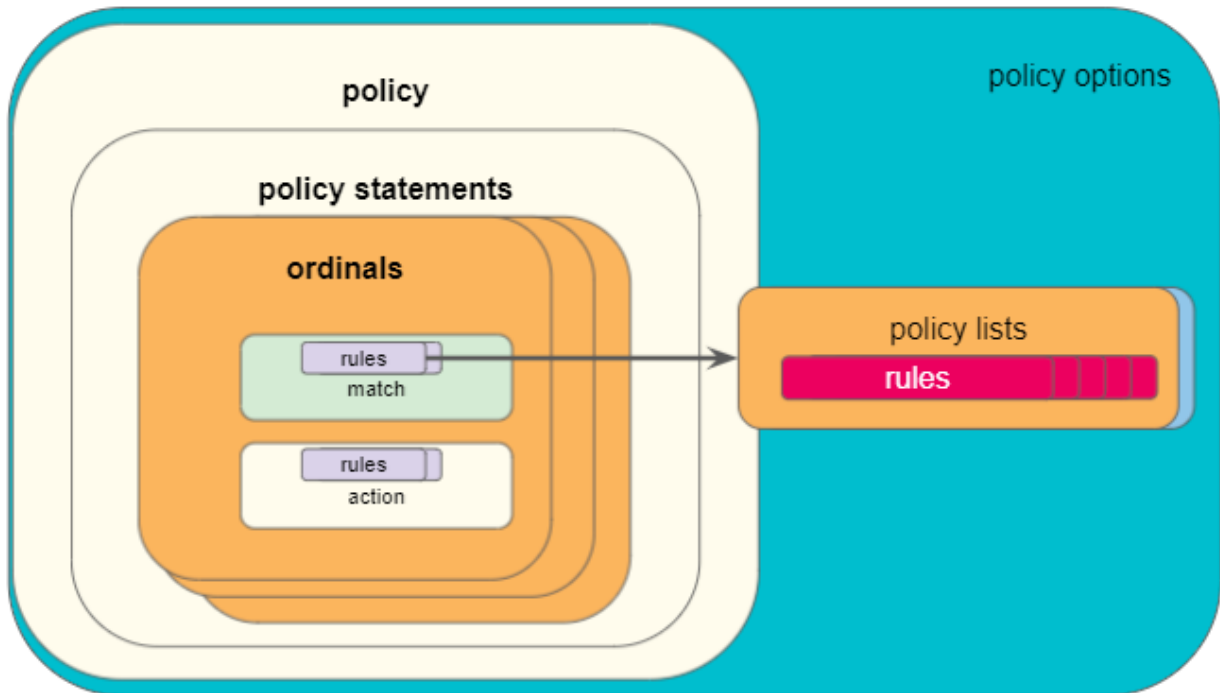 policy options
policy
policy statements
ordinals
rules
match
rules
action
policy lists
rules